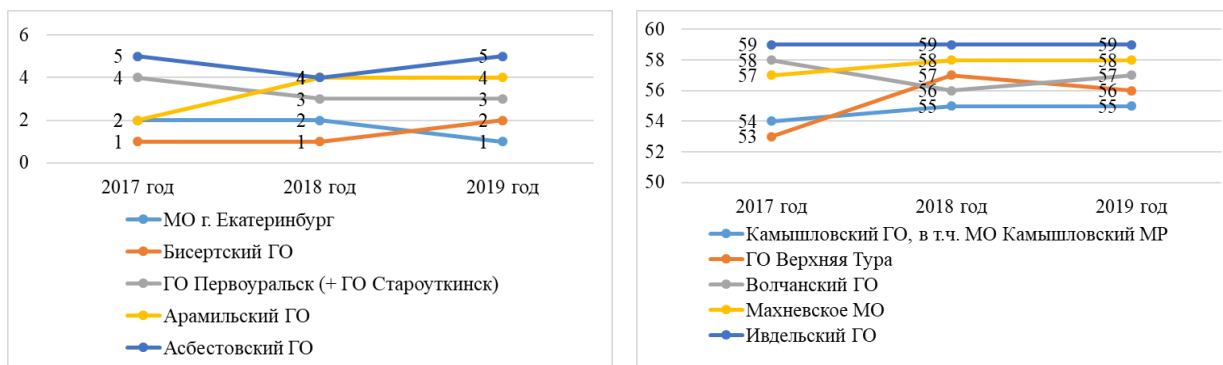 6
4
2
0
5
4
5
4
3
3
4
2
2
2
1
1
1
2017 год
2018 год
2019 год
МО г. Екатеринбург
Бисертский ГО
ГО Первоуральск (+ ГО Староуткинск)
Арамильский ГО
Асбестовский ГО
60
58
56
54
52
50
59
59
59
58
58
58
57
57
57
56
56
54
55
55
53
2017 год
2018 год
2019 год
Камышловский ГО, в т.ч. МО Камышловский МР
ГО Верхняя Тура
Волчанский ГО
Махневское МО
Ивдельский ГО